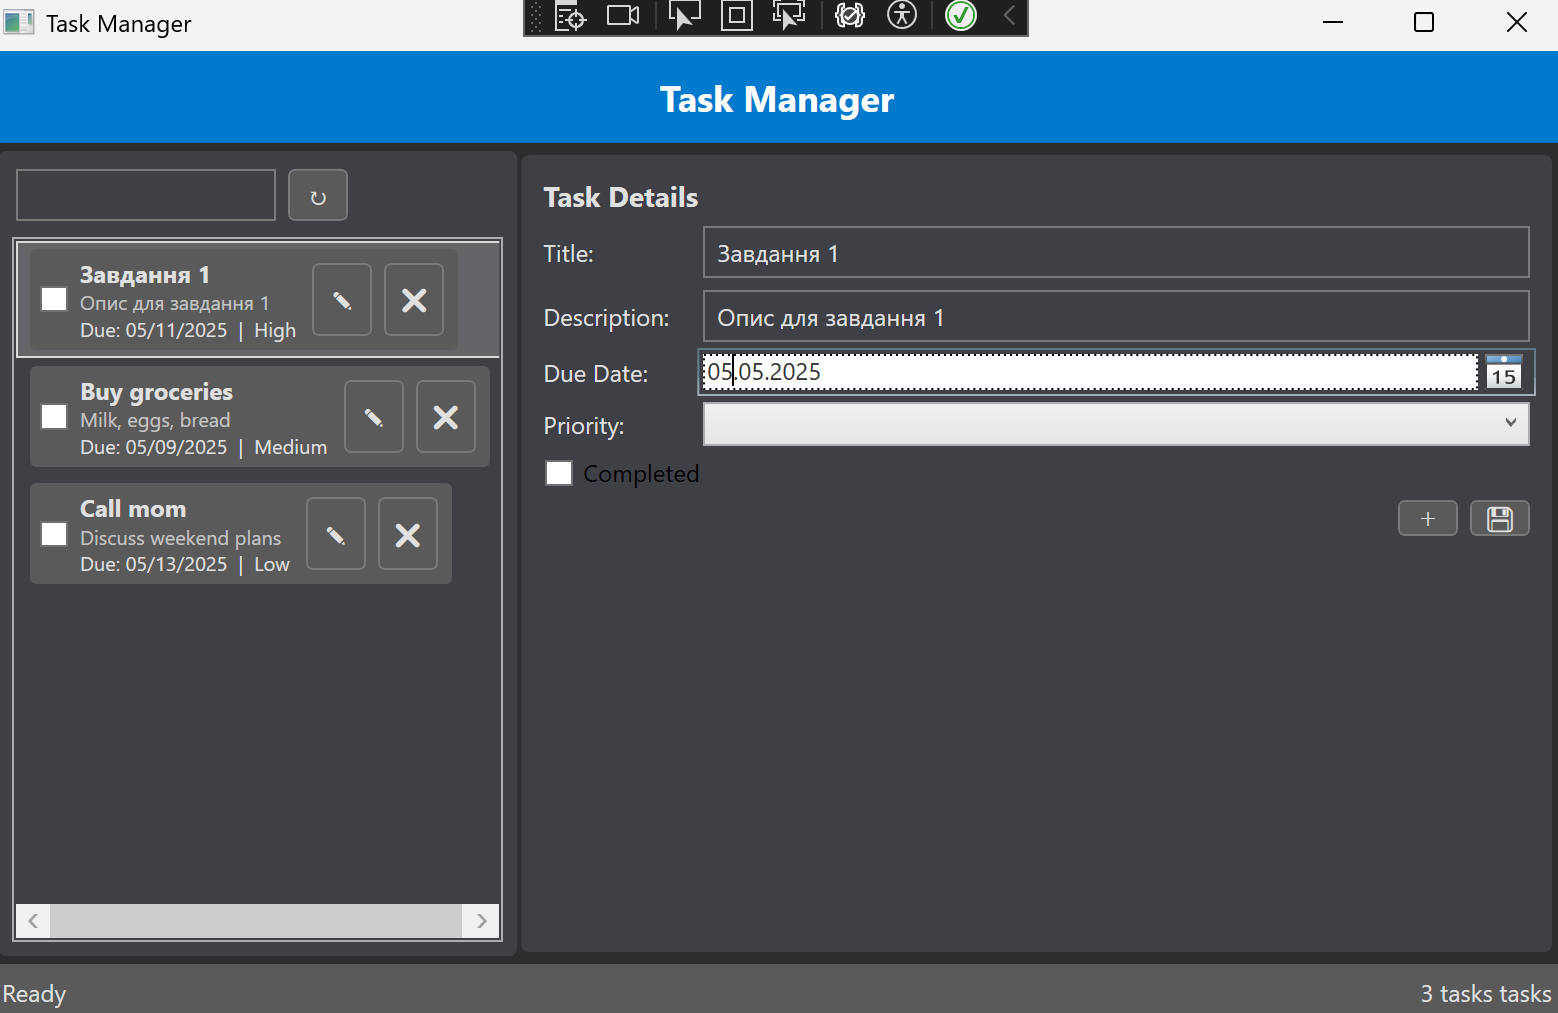 Task Manager
Task Manager
↻
Завдання 1
Опис для завдання 1
Due: 05/11/2025 | High
Buy groceries
Milk, eggs, bread
Due: 05/09/2025 | Medium
Call mom
Discuss weekend plans
Due: 05/13/2025 | Low
Task Details
Title: Завдання 1
Description: Опис для завдання 1
Due Date: 05.05.2025 15
Priority:
Completed
+
Ready
3 tasks tasks